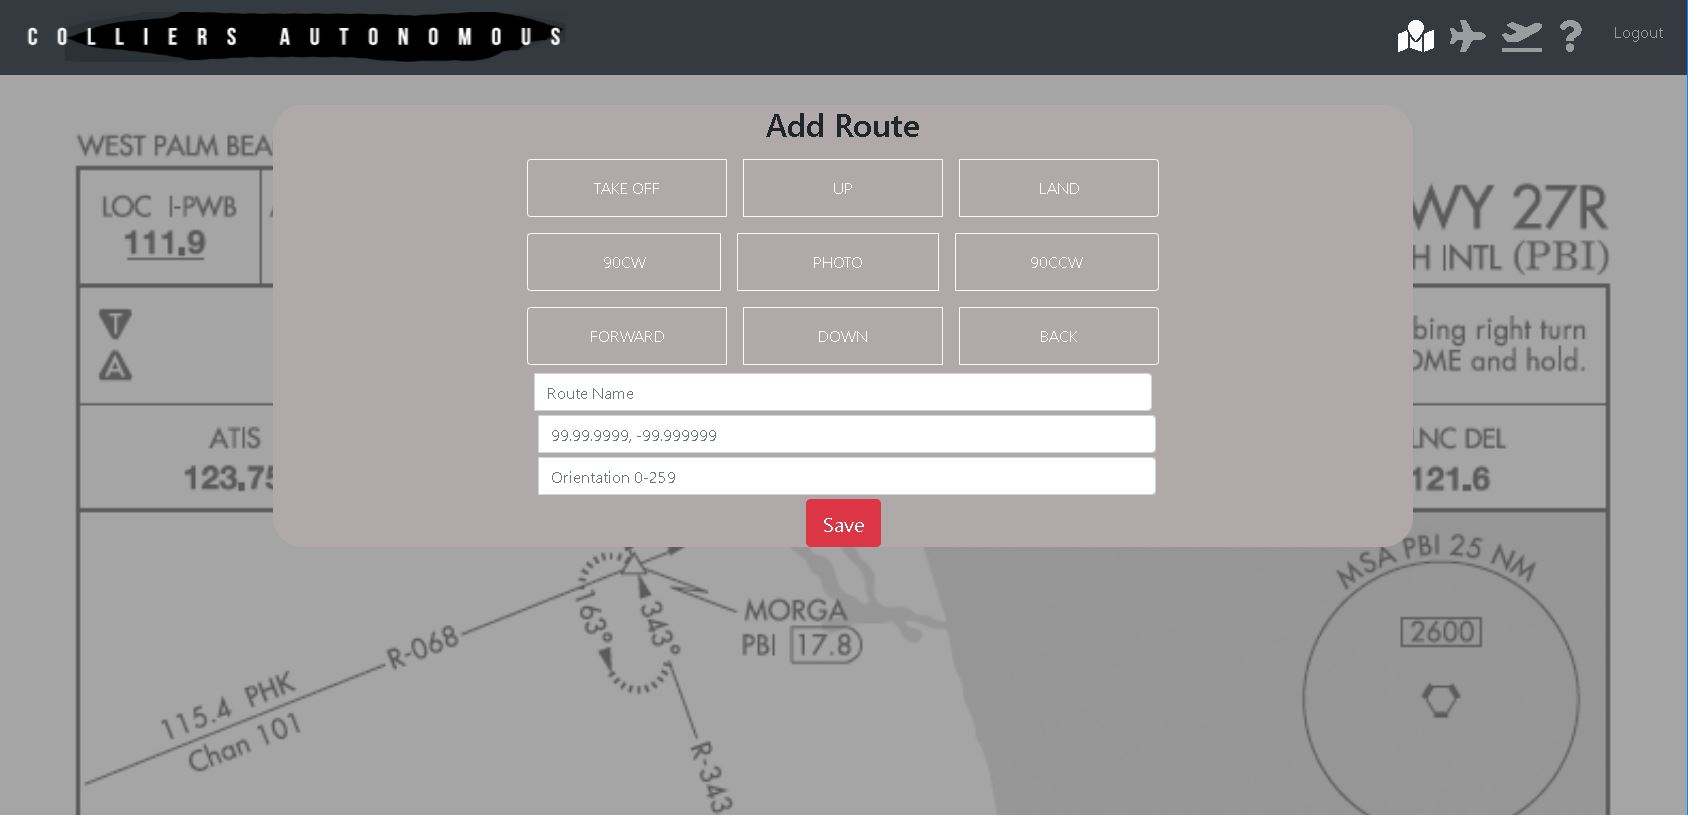 COLLIERS AUTONOMOUS
Logout
Add Route
TAKE OFF UP LAND
90CW PHOTO 90CCW
FORWARD DOWN BACK
Route Name
99.99.9999, -99.999999
Orientation 0-259
Save
WEST PALM BEA
LOC I-PWB
111.9
WY 27R
H INTL (PBI)
T
A
bing right turn
OME and hold.
ATIS
123.75
LNC DEL
121.6
MSA PBI 25 NM
2600
MORGA
PBI 17.8
163°
343°
R-068
115.4 PHK
Chan 101
R-343